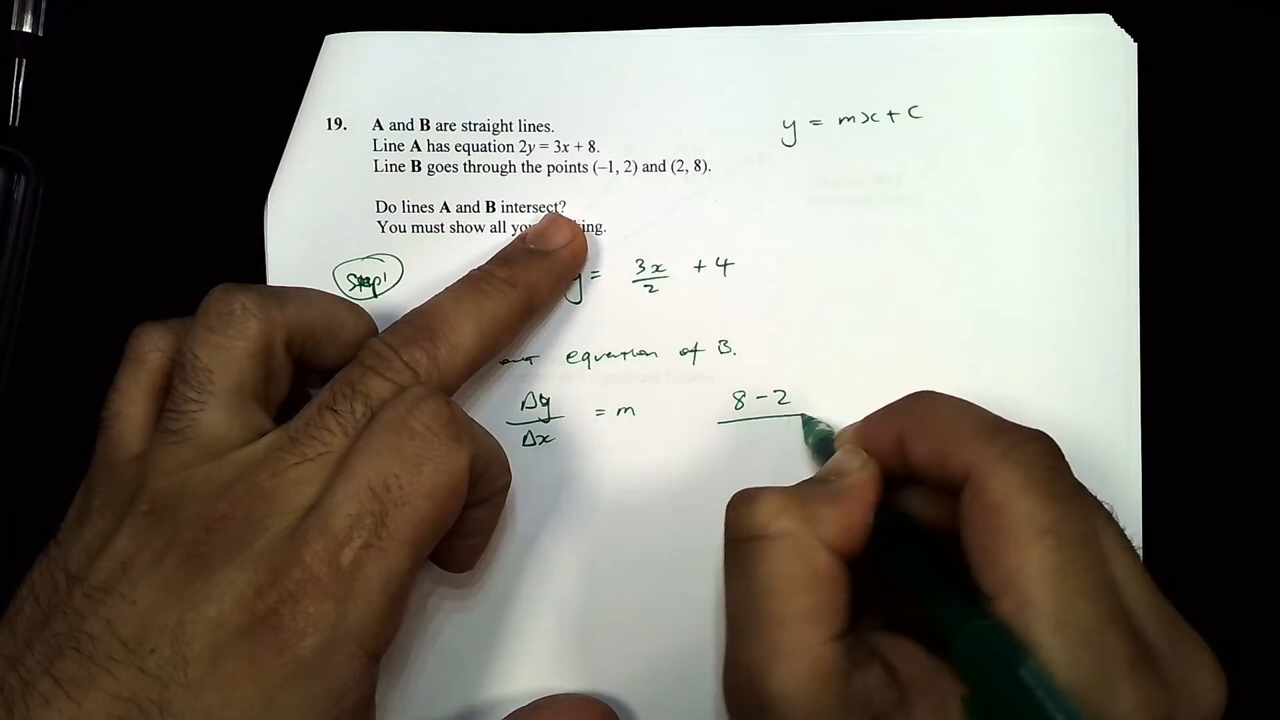 19. A and B are straight lines.
y = mx + c
Line A has equation 2y = 3x + 8.
Line B goes through the points (–1, 2) and (2, 8).
Do lines A and B intersect?
You must show all
Step 1
y = 3x/2 + 4
equation of B.
Δy/Δx = m
8 - 2